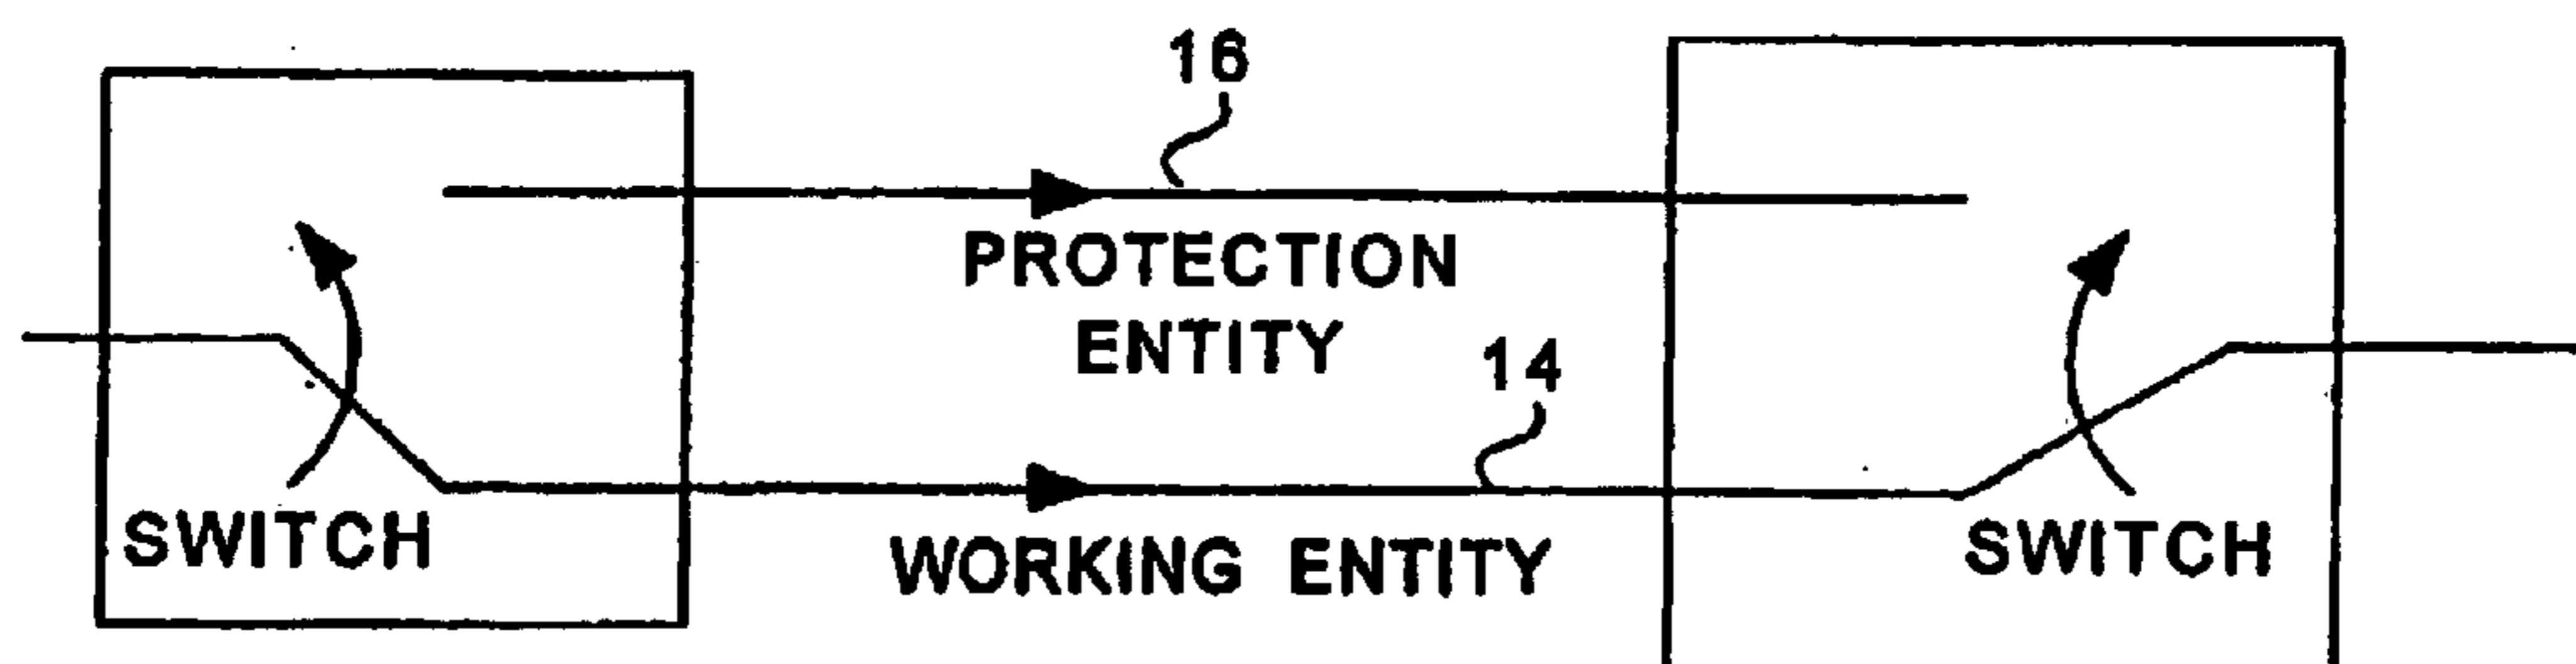 16
PROTECTION
ENTITY
14
SWITCH
WORKING ENTITY
SWITCH